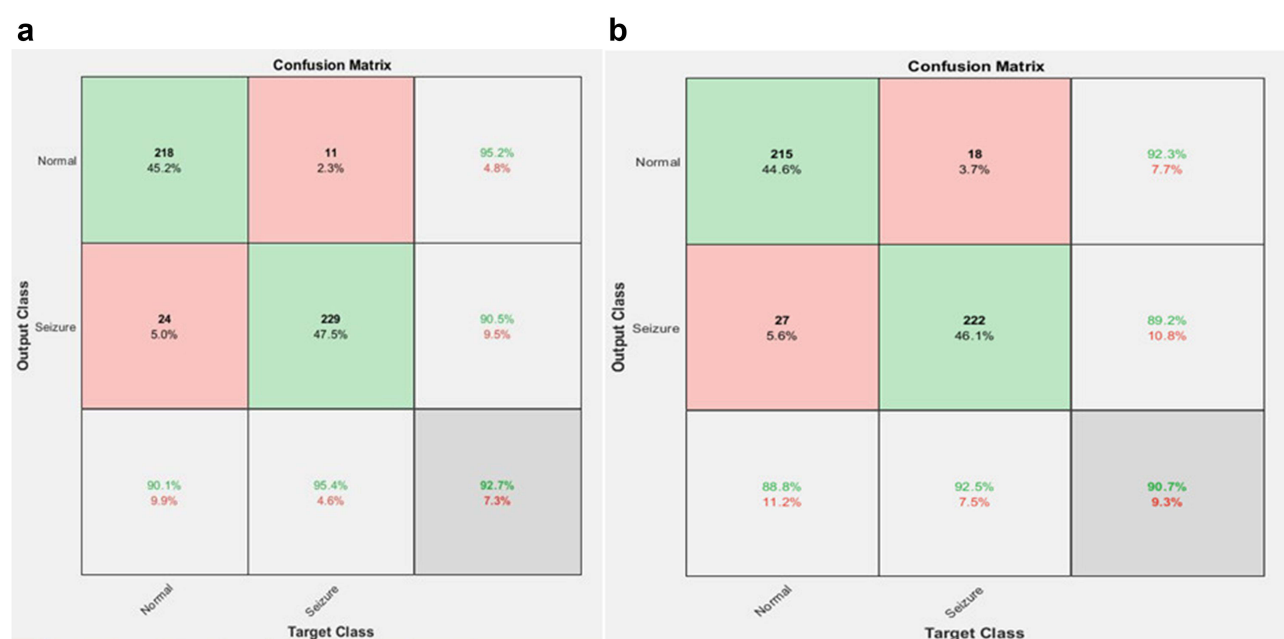 a
Confusion Matrix
Normal
218
45.2%
11
2.3%
95.2%
4.8%
Output Class
Seizure
24
5.0%
229
47.5%
90.5%
9.5%
90.1%
9.9%
95.4%
4.6%
92.7%
7.3%
Normal
Seizure
Target Class
b
Confusion Matrix
Normal
215
44.6%
18
3.7%
92.3%
7.7%
Output Class
Seizure
27
5.6%
222
46.1%
89.2%
10.8%
88.8%
11.2%
92.5%
7.5%
90.7%
9.3%
Normal
Seizure
Target Class